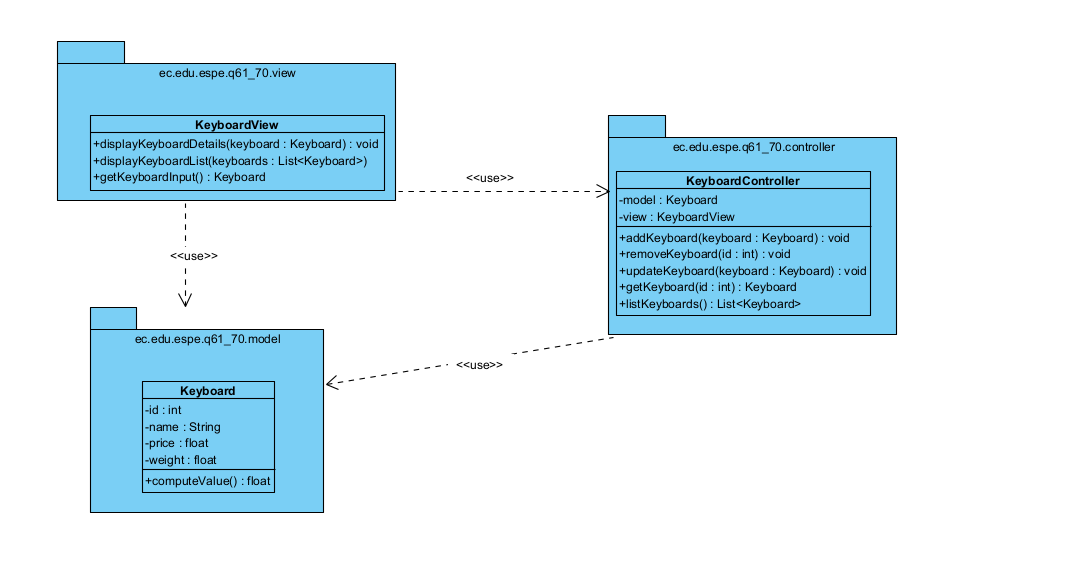 ec.edu.espe.q61_70.view
KeyboardView
+displayKeyboardDetails(keyboard : Keyboard) : void
+displayKeyboardList(keyboards : List<Keyboard>)
+getKeyboardInput() : Keyboard
<<use>>
ec.edu.espe.q61_70.controller
KeyboardController
-model : Keyboard
-view : KeyboardView
+addKeyboard(keyboard : Keyboard) : void
+removeKeyboard(id : int) : void
+updateKeyboard(keyboard : Keyboard) : void
+getKeyboard(id : int) : Keyboard
+listKeyboards() : List<Keyboard>
<<use>>
<<use>>
ec.edu.espe.q61_70.model
Keyboard
-id : int
-name : String
-price : float
-weight : float
+computeValue() : float